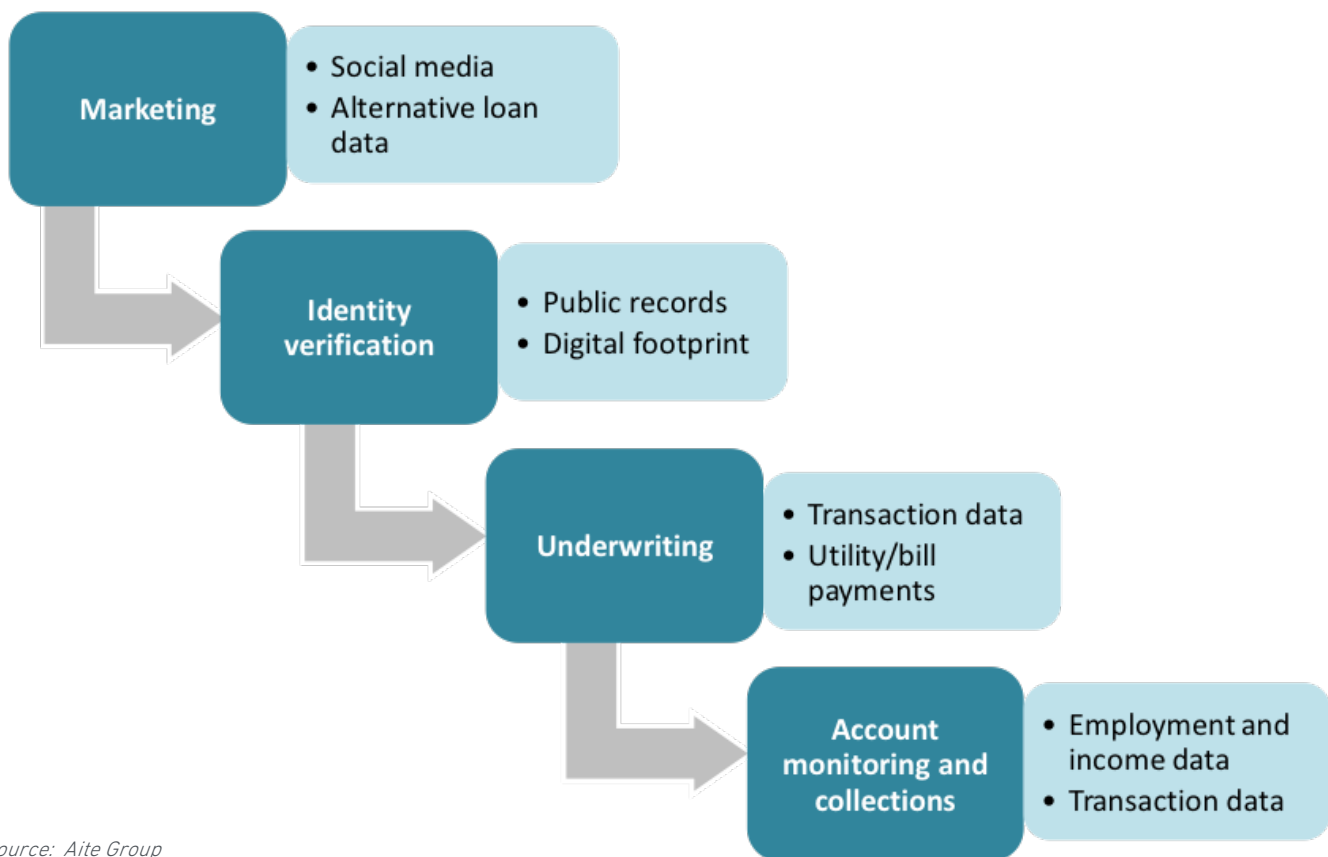 Marketing
• Social media
• Alternative loan
data
Identity
verification
• Public records
• Digital footprint
Underwriting
• Transaction data
• Utility/bill
payments
Account
monitoring and
collections
• Employment and
income data
• Transaction data
ource: Aite Group